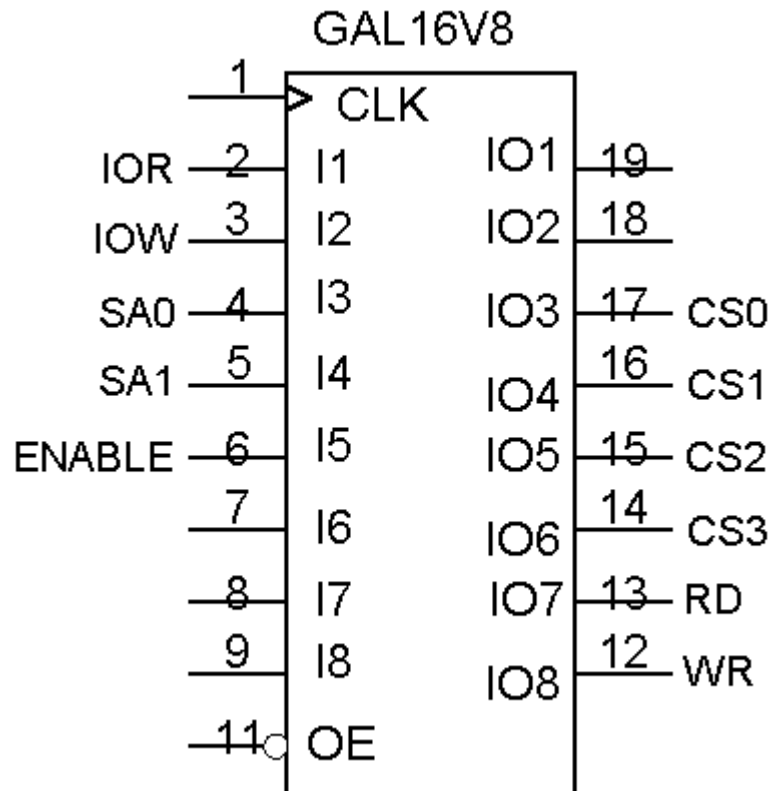 GAL16V8
1 CLK
IOR 2 I1 IO1 19
IOW 3 I2 IO2 18
SA0 4 I3 IO3 17 CS0
SA1 5 I4 IO4 16 CS1
ENABLE 6 I5 IO5 15 CS2
7 I6 IO6 14 CS3
8 I7 IO7 13 RD
9 I8 IO8 12 WR
11 OE